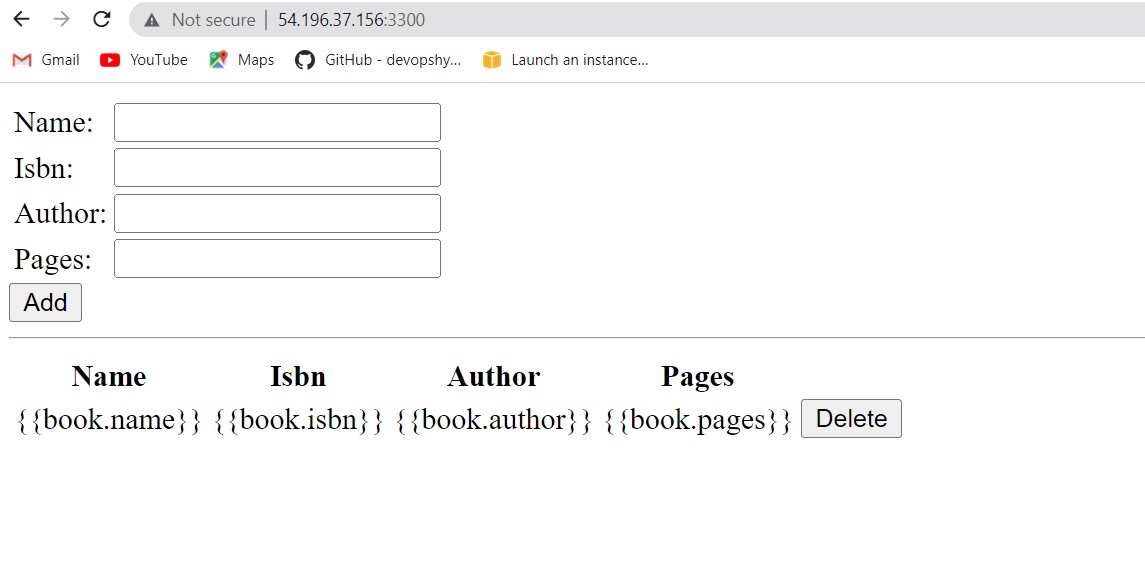 Not secure | 54.196.37.156:3300
Gmail YouTube Maps GitHub - devopshy... Launch an instance...
Name:
Isbn:
Author:
Pages:
Add
Name Isbn Author Pages
{{book.name}} {{book.isbn}} {{book.author}} {{book.pages}} Delete